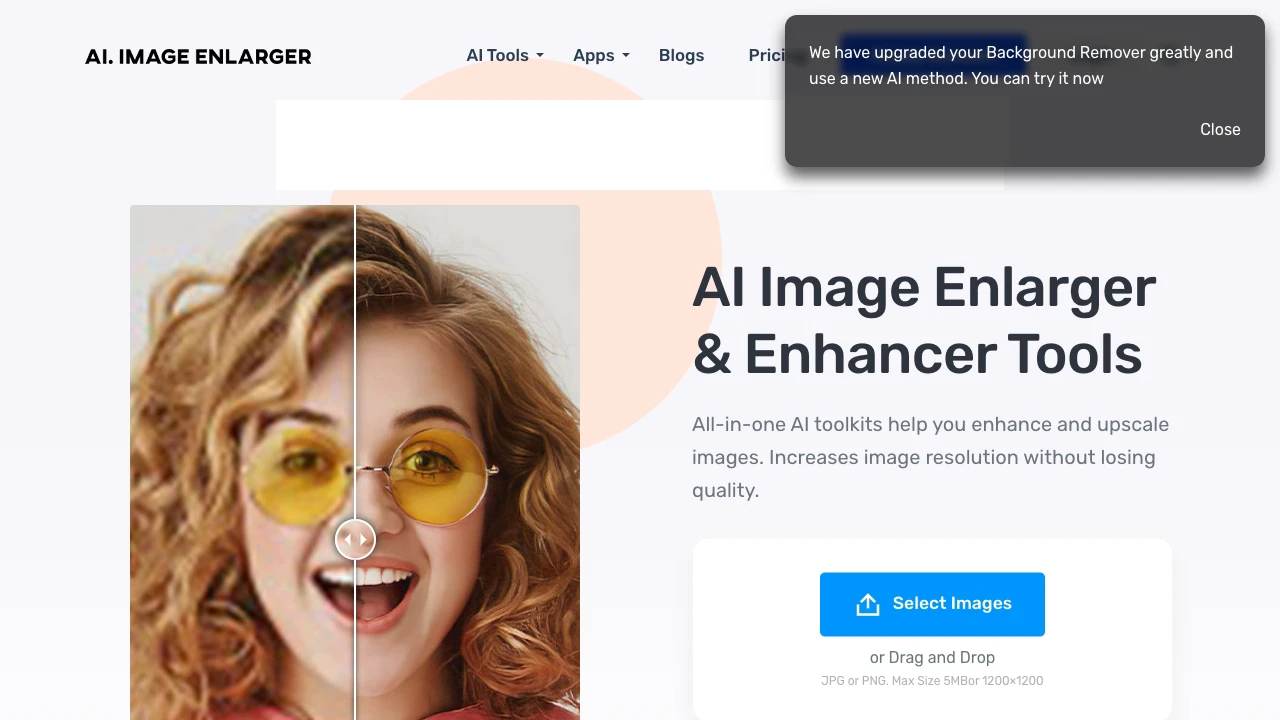 AI. IMAGE ENLARGER
AI Tools
Apps
Blogs
Pricing
We have upgraded your Background Remover greatly and
use a new AI method. You can try it now
Close
AI Image Enlarger
& Enhancer Tools
All-in-one AI toolkits help you enhance and upscale
images. Increases image resolution without losing
quality.
Select Images
or Drag and Drop
JPG or PNG. Max Size 5MBor 1200×1200